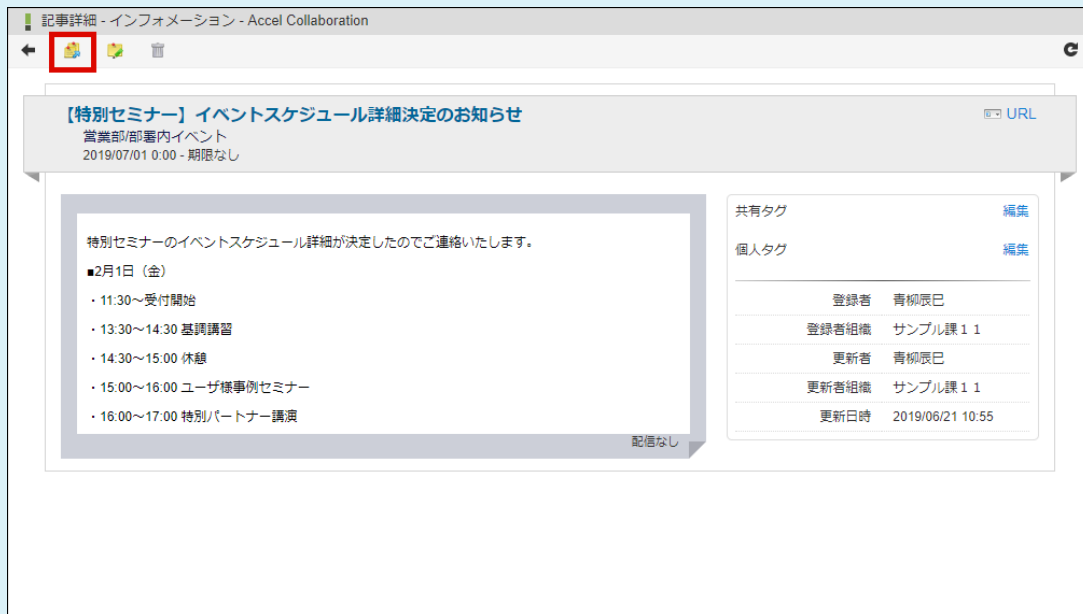 記事詳細 - インフォメーション - Accel Collaboration
【特別セミナー】イベントスケジュール詳細決定のお知らせ
URL
営業部/部署内イベント
2019/07/01 0:00 - 期限なし
特別セミナーのイベントスケジュール詳細が決定したのでご連絡いたします。
■2月1日（金）
・11:30～受付開始
・13:30～14:30 基調講習
・14:30～15:00 休憩
・15:00～16:00 ユーザ様事例セミナー
・16:00～17:00 特別パートナー講演
配信なし
共有タグ 編集
個人タグ 編集
登録者 青柳辰巳
登録者組織 サンプル課１１
更新者 青柳辰巳
更新者組織 サンプル課１１
更新日時 2019/06/21 10:55